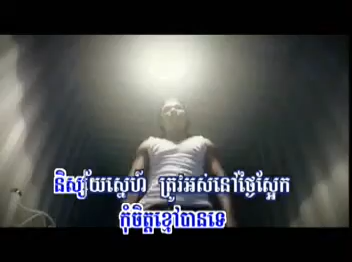 និស្ស័យស្នេហ៍ ត្រូវអស់នៅថ្ងៃស្អែក
កុំចិត្តខ្មៅបានទេ